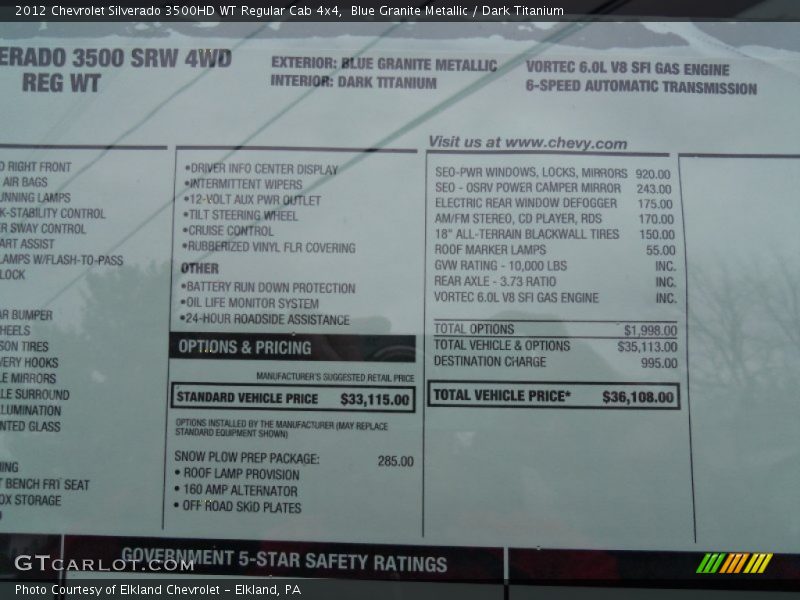 2012 Chevrolet Silverado 3500HD WT Regular Cab 4x4, Blue Granite Metallic / Dark Titanium
ERADO 3500 SRW 4WD
REG WT
EXTERIOR: BLUE GRANITE METALLIC
INTERIOR: DARK TITANIUM
VORTEC 6.0L V8 SFI GAS ENGINE
6-SPEED AUTOMATIC TRANSMISSION
RIGHT FRONT
AIR BAGS
UNNING LAMPS
K-STABILITY CONTROL
ER SWAY CONTROL
ART ASSIST
LAMPS W/FLASH-TO-PASS
LOCK
AR BUMPER
HEELS
SON TIRES
VERY HOOKS
LE MIRRORS
LE SURROUND
LLUMINATION
NTED GLASS
ING
T BENCH FRT SEAT
OX STORAGE
•DRIVER INFO CENTER DISPLAY
•INTERMITTENT WIPERS
•12-VOLT AUX PWR OUTLET
•TILT STEERING WHEEL
•CRUISE CONTROL
•RUBBERIZED VINYL FLR COVERING
OTHER
•BATTERY RUN DOWN PROTECTION
•OIL LIFE MONITOR SYSTEM
•24-HOUR ROADSIDE ASSISTANCE
OPTIONS & PRICING
MANUFACTURER'S SUGGESTED RETAIL PRICE
STANDARD VEHICLE PRICE $33,115.00
OPTIONS INSTALLED BY THE MANUFACTURER (MAY REPLACE
STANDARD EQUIPMENT SHOWN)
SNOW PLOW PREP PACKAGE: 285.00
• ROOF LAMP PROVISION
• 160 AMP ALTERNATOR
• OFF ROAD SKID PLATES
Visit us at www.chevy.com
SEO-PWR WINDOWS, LOCKS, MIRRORS 920.00
SEO - OSRV POWER CAMPER MIRROR 243.00
ELECTRIC REAR WINDOW DEFOGGER 175.00
AM/FM STEREO, CD PLAYER, RDS 170.00
18" ALL-TERRAIN BLACKWALL TIRES 150.00
ROOF MARKER LAMPS 55.00
GVW RATING - 10,000 LBS INC.
REAR AXLE - 3.73 RATIO INC.
VORTEC 6.0L V8 SFI GAS ENGINE INC.
TOTAL OPTIONS $1,998.00
TOTAL VEHICLE & OPTIONS $35,113.00
DESTINATION CHARGE 995.00
TOTAL VEHICLE PRICE* $36,108.00
GOVERNMENT 5-STAR SAFETY RATINGS
GTCARLOT.COM
Photo Courtesy of Elkland Chevrolet - Elkland, PA